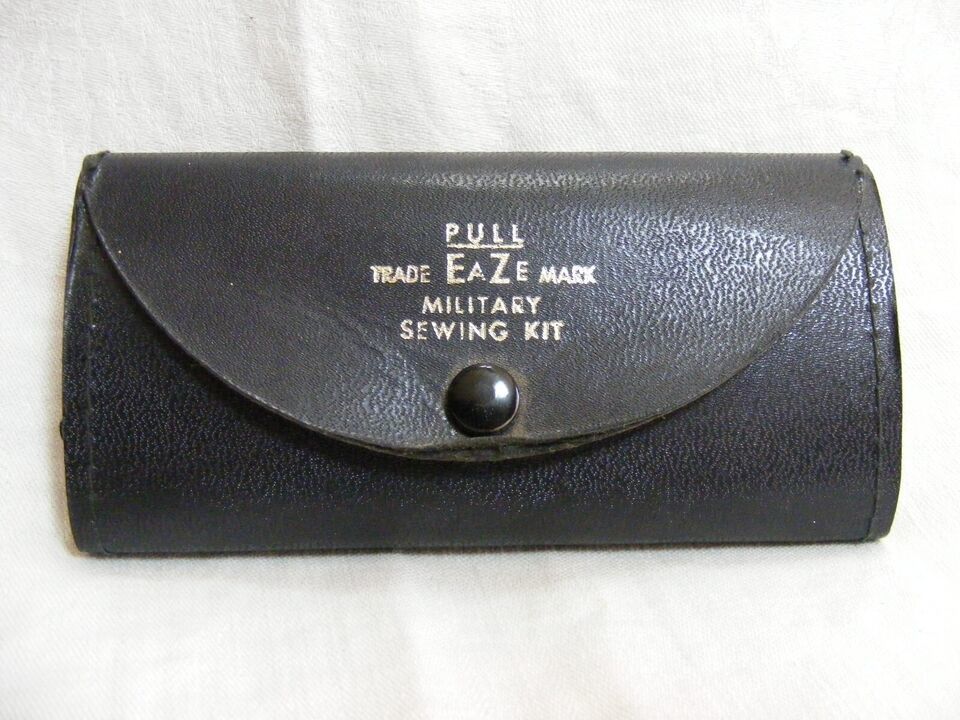 PULL
TRADE EAZE MARK
MILITARY
SEWING KIT